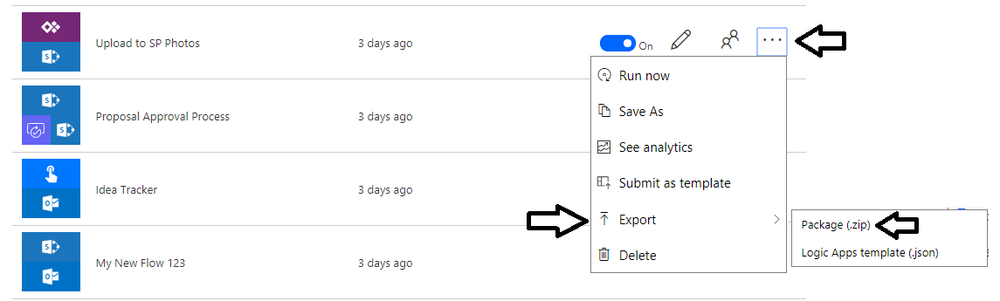 Upload to SP Photos 3 days ago On ...
Run now
Save As
Proposal Approval Process 3 days ago
See analytics
Submit as template
Idea Tracker 3 days ago
Export
Package (.zip)
Logic Apps template (.json)
Delete
My New Flow 123 3 days ago